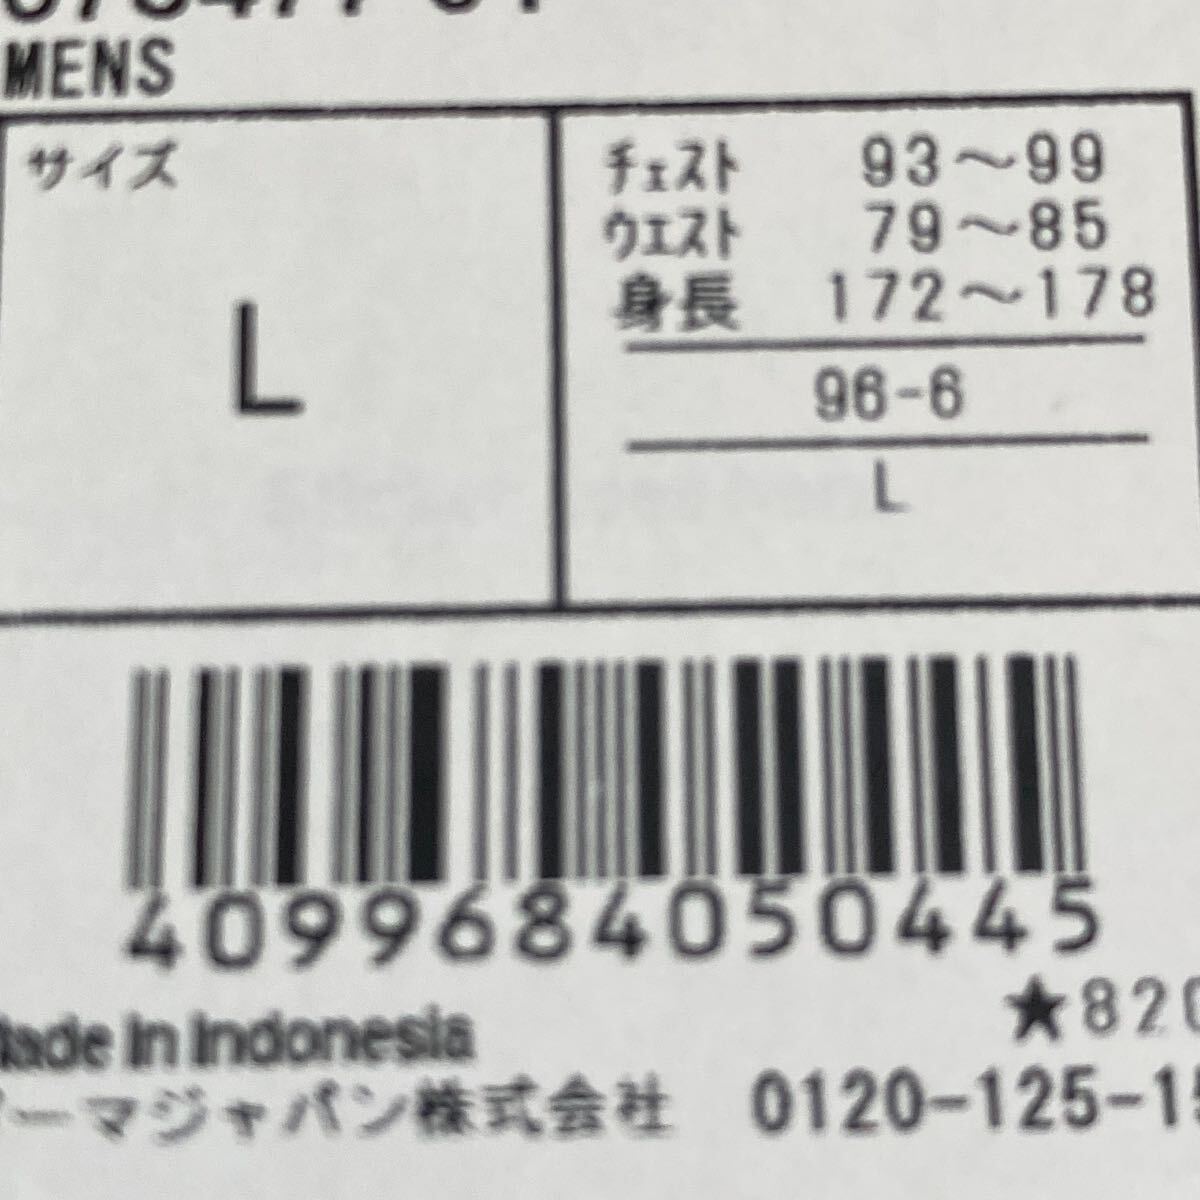 MENS
サイズ
L
チェスト 93～99
ウエスト 79～85
身長 172～178
96-6
L
4099684050445
★820
Made In Indonesia
プーマジャパン株式会社 0120-125-15